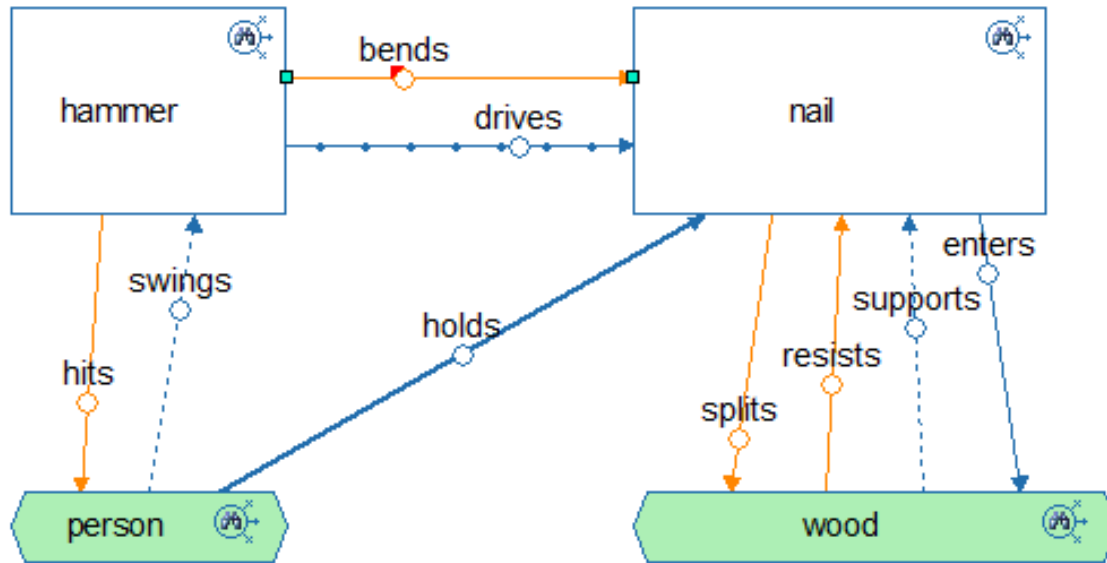 bends
hammer
nail
drives
swings
enters
supports
holds
resists
hits
splits
person
wood